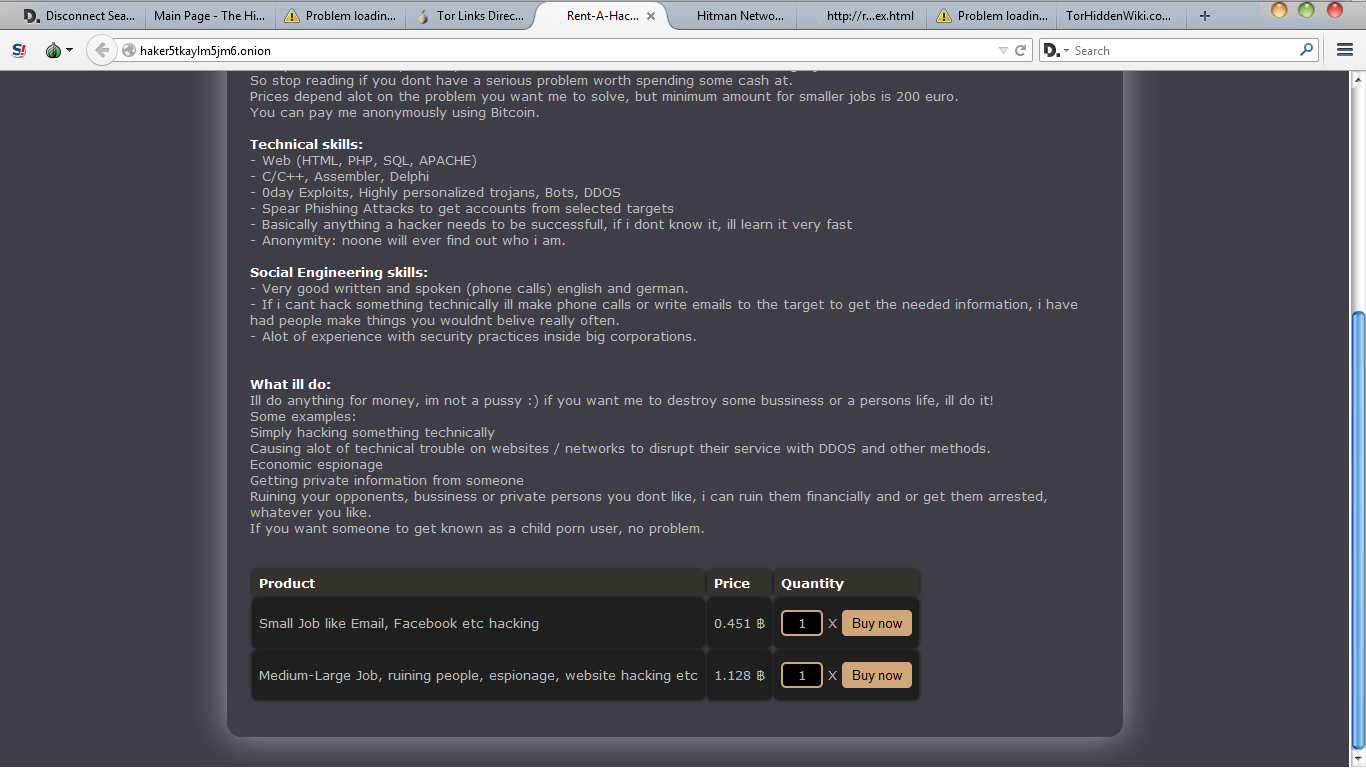 Disconnect Sea...
Main Page - The Hi...
Problem loadin...
Tor Links Direc...
Rent-A-Hac...
Hitman Netwo...
http://r...ex.html
Problem loadin...
TorHiddenWiki.co...
haker5tkaylm5jm6.onion
Search
So stop reading if you dont have a serious problem worth spending some cash at.
Prices depend alot on the problem you want me to solve, but minimum amount for smaller jobs is 200 euro.
You can pay me anonymously using Bitcoin.
Technical skills:
- Web (HTML, PHP, SQL, APACHE)
- C/C++, Assembler, Delphi
- 0day Exploits, Highly personalized trojans, Bots, DDOS
- Spear Phishing Attacks to get accounts from selected targets
- Basically anything a hacker needs to be successfull, if i dont know it, ill learn it very fast
- Anonymity: noone will ever find out who i am.
Social Engineering skills:
- Very good written and spoken (phone calls) english and german.
- If i cant hack something technically ill make phone calls or write emails to the target to get the needed information, i have
had people make things you wouldnt belive really often.
- Alot of experience with security practices inside big corporations.
What ill do:
Ill do anything for money, im not a pussy :) if you want me to destroy some bussiness or a persons life, ill do it!
Some examples:
Simply hacking something technically
Causing alot of technical trouble on websites / networks to disrupt their service with DDOS and other methods.
Economic espionage
Getting private information from someone
Ruining your opponents, bussiness or private persons you dont like, i can ruin them financially and or get them arrested,
whatever you like.
If you want someone to get known as a child porn user, no problem.
Product Price Quantity
Small Job like Email, Facebook etc hacking 0.451 ฿ 1 X Buy now
Medium-Large Job, ruining people, espionage, website hacking etc 1.128 ฿ 1 X Buy now